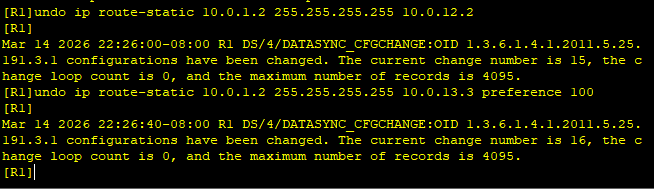 [R1]undo ip route-static 10.0.1.2 255.255.255.255 10.0.12.2
[R1]
Mar 14 2026 22:26:00-08:00 R1 DS/4/DATASYNC_CFGCHANGE:OID 1.3.6.1.4.1.2011.5.25.
191.3.1 configurations have been changed. The current change number is 15, the c
hange loop count is 0, and the maximum number of records is 4095.
[R1]undo ip route-static 10.0.1.2 255.255.255.255 10.0.13.3 preference 100
[R1]
Mar 14 2026 22:26:40-08:00 R1 DS/4/DATASYNC_CFGCHANGE:OID 1.3.6.1.4.1.2011.5.25.
191.3.1 configurations have been changed. The current change number is 16, the c
hange loop count is 0, and the maximum number of records is 4095.
[R1]